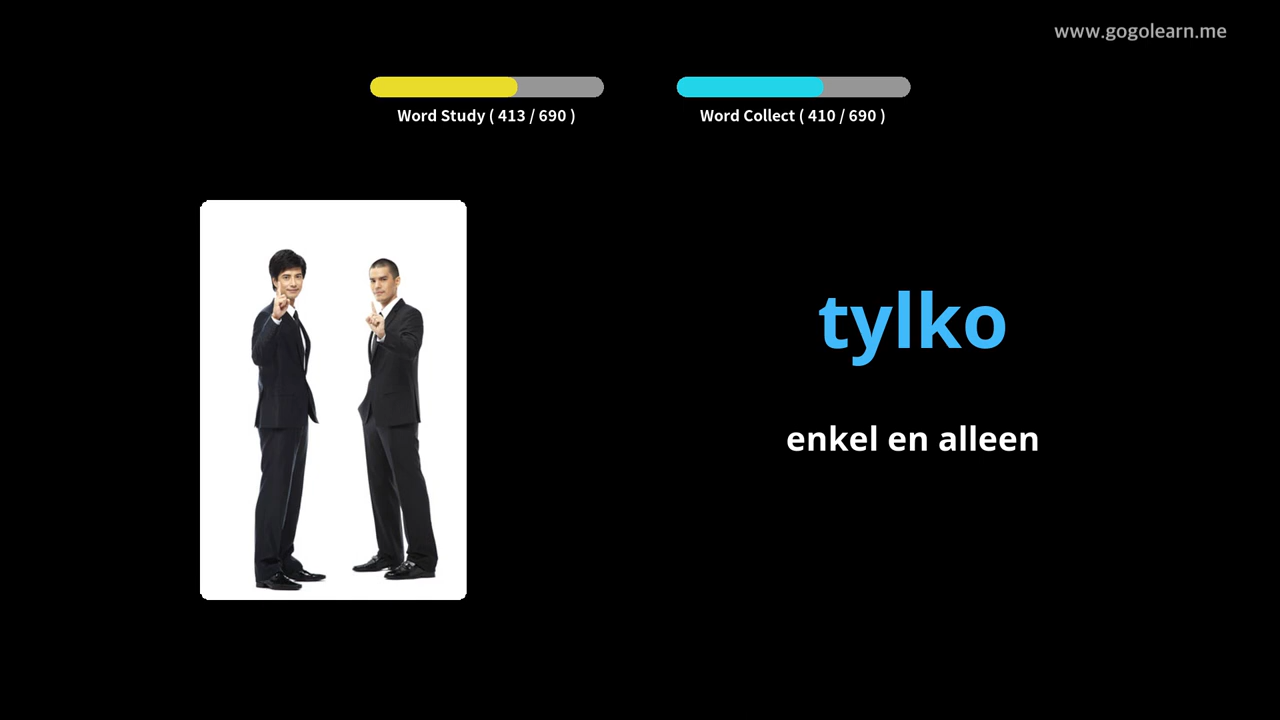 www.gogolearn.me
Word Study ( 413 / 690 )
Word Collect ( 410 / 690 )
tylko
enkel en alleen